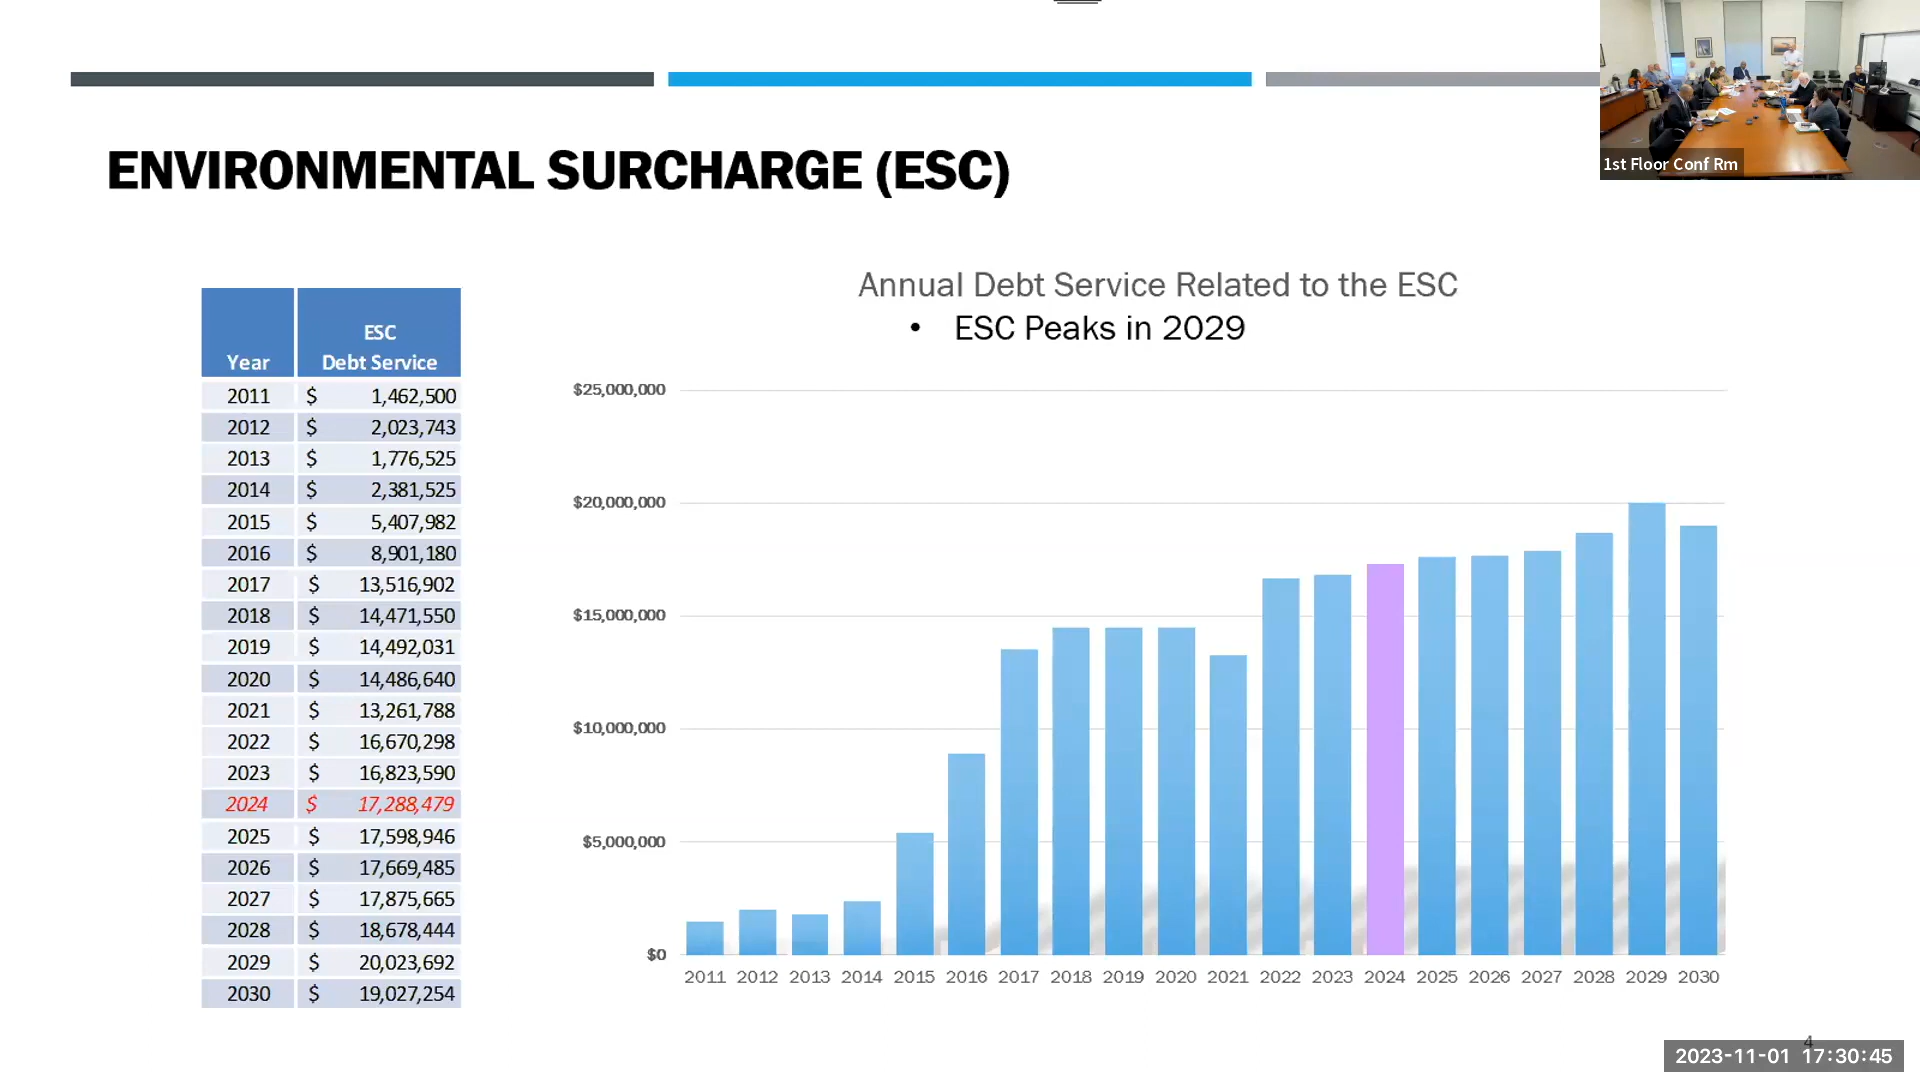 1st Floor Conf Rm
ENVIRONMENTAL SURCHARGE (ESC)
Year ESC Debt Service
2011 $ 1,462,500
2012 $ 2,023,743
2013 $ 1,776,525
2014 $ 2,381,525
2015 $ 5,407,982
2016 $ 8,901,180
2017 $ 13,516,902
2018 $ 14,471,550
2019 $ 14,492,031
2020 $ 14,486,640
2021 $ 13,261,788
2022 $ 16,670,298
2023 $ 16,823,590
2024 $ 17,288,479
2025 $ 17,598,946
2026 $ 17,669,485
2027 $ 17,875,665
2028 $ 18,678,444
2029 $ 20,023,692
2030 $ 19,027,254
Annual Debt Service Related to the ESC
• ESC Peaks in 2029
$25,000,000
$20,000,000
$15,000,000
$10,000,000
$5,000,000
$0
2011 2012 2013 2014 2015 2016 2017 2018 2019 2020 2021 2022 2023 2024 2025 2026 2027 2028 2029 2030
4
2023-11-01 17:30:45